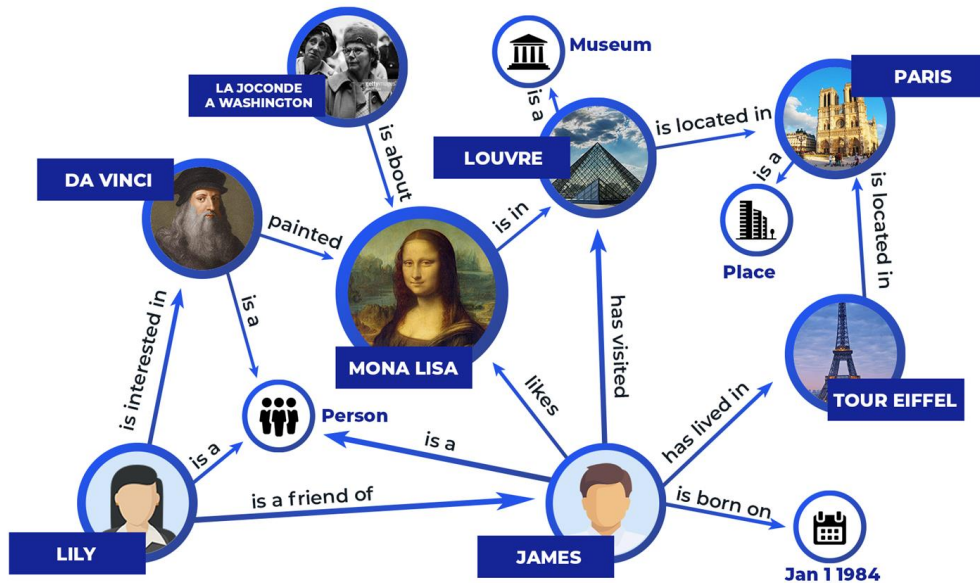 Museum
PARIS
LA JOCONDE
A WASHINGTON
is a
is located in
is about
LOUVRE
is a
DA VINCI
is located in
painted
is in
Place
is a
is interested in
has visited
MONA LISA
likes
TOUR EIFFEL
Person
has lived in
is a
is a
is a friend of
is born on
LILY
JAMES
Jan 1 1984